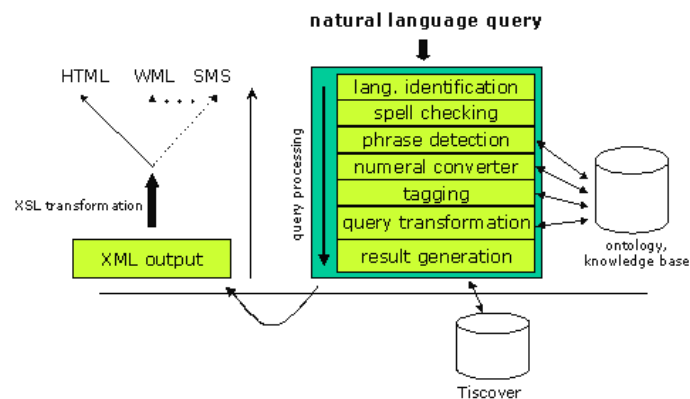 natural language query
HTML WML SMS
lang. identification
spell checking
phrase detection
numeral converter
tagging
query transformation
result generation
query processing
XSL transformation
XML output
ontology,
knowledge base
Tiscover